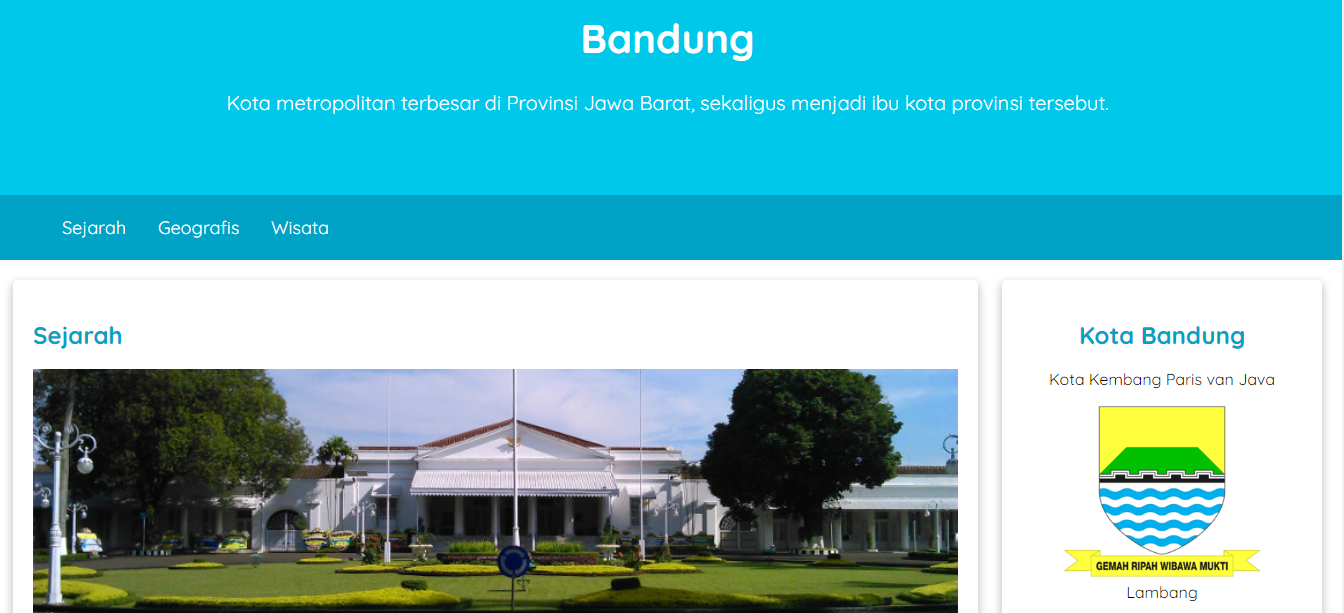 Bandung
Kota metropolitan terbesar di Provinsi Jawa Barat, sekaligus menjadi ibu kota provinsi tersebut.
Sejarah Geografis Wisata
Sejarah
Kota Bandung
Kota Kembang Paris van Java
GEMAH RIPAH WIBAWA MUKTI
Lambang